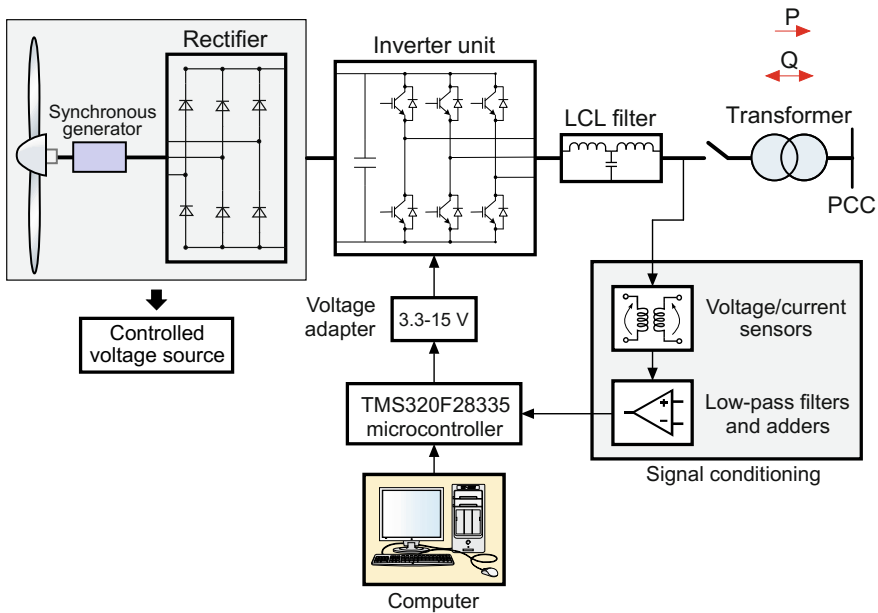 P
Q
Rectifier
Inverter unit
Synchronous
generator
LCL filter
Transformer
PCC
Controlled
voltage source
Voltage
adapter
3.3-15 V
Voltage/current
sensors
TMS320F28335
microcontroller
Low-pass filters
and adders
Signal conditioning
Computer